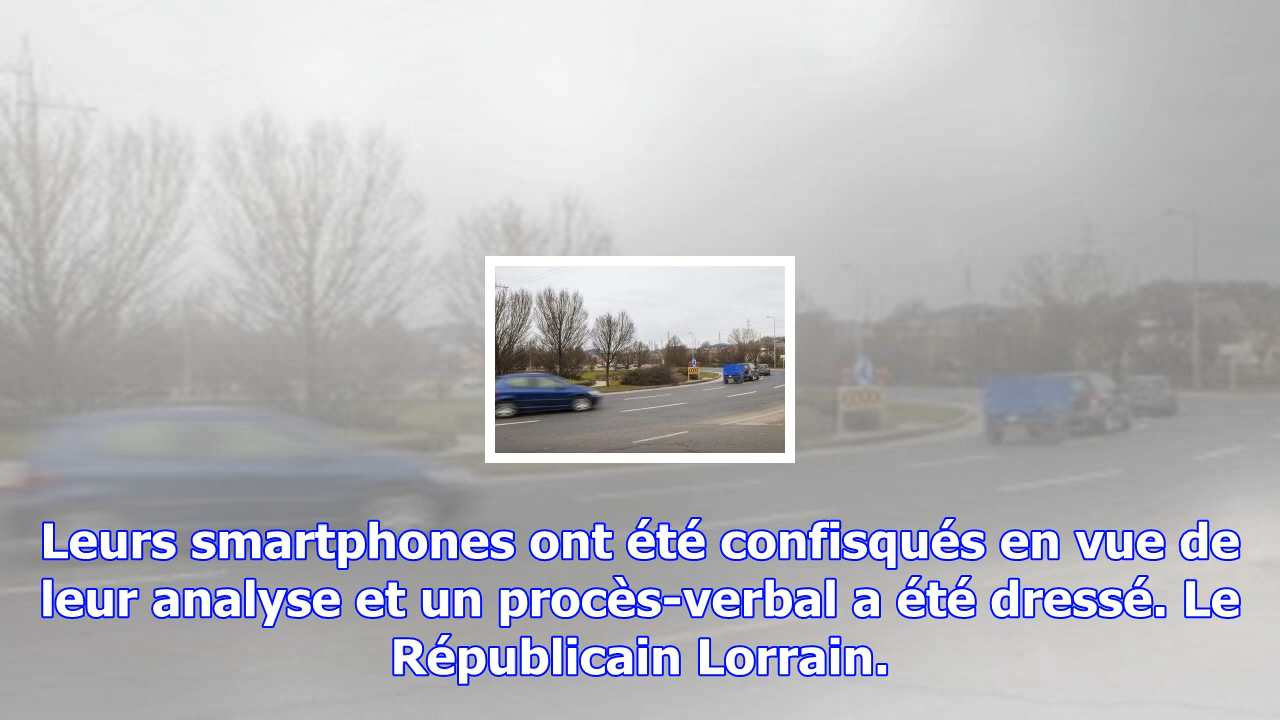 Leurs smartphones ont été confisqués en vue de
leur analyse et un procès-verbal a été dressé. Le
Républicain Lorrain.